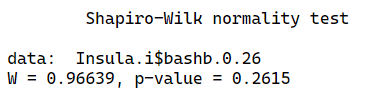 Shapiro-Wilk normality test
data:  Insula.i$bashb.0.26
W = 0.96639, p-value = 0.2615